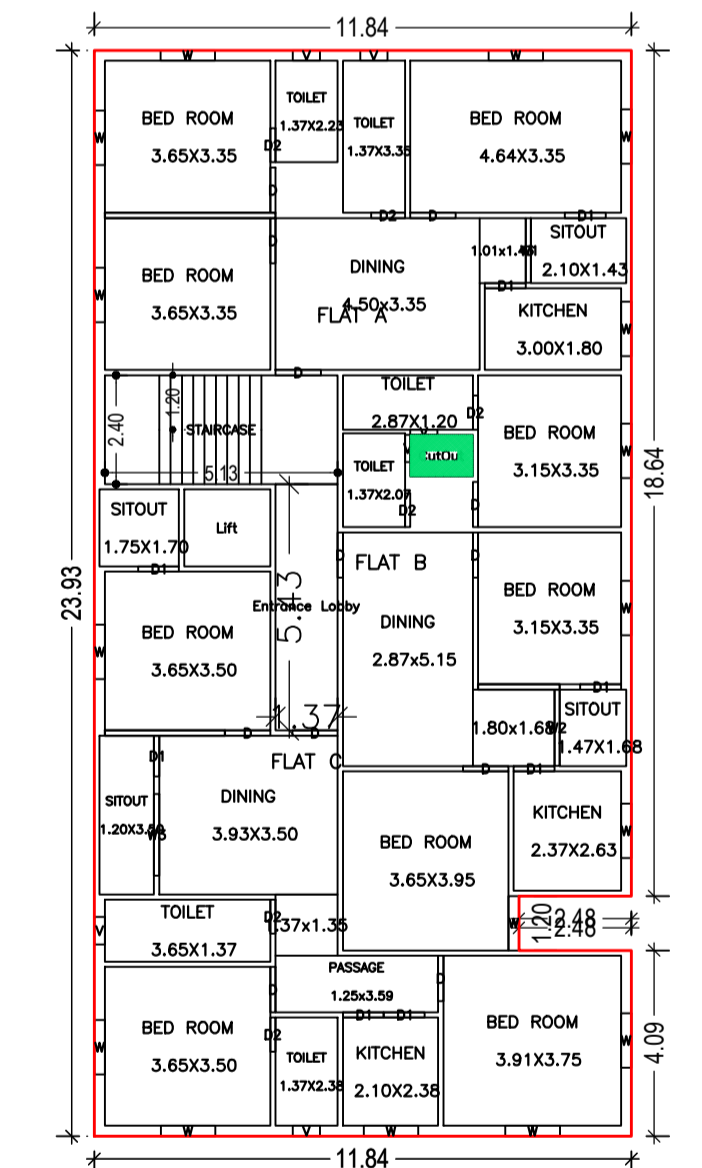 11.84
W
V
V
W
BED ROOM
3.65X3.35
TOILET
1.37X2.23
TOILET
1.37X3.35
BED ROOM
4.64X3.35
W
W
D2
D
D2
D
D1
D
BED ROOM
3.65X3.35
DINING
4.50x3.35
FLAT A
SITOUT
2.10X1.43
D1
KITCHEN
3.00X1.80
W
W
D
2.40
1.20
STAIRCASE
5.13
TOILET
2.87X1.20
D2
V
TOILET
1.37X2.07
D2
D
BED ROOM
3.15X3.35
W
18.64
SITOUT
1.75X1.70
Lift
D1
D
FLAT B
5.43
Entrance Lobby
23.93
BED ROOM
3.65X3.50
W
DINING
2.87x5.15
BED ROOM
3.15X3.35
W
1.37
D
D
D1
1.80x1.68
SITOUT
1.47X1.68
D
D1
FLAT C
D1
SITOUT
DINING
3.93X3.50
BED ROOM
3.65X3.95
KITCHEN
2.37X2.63
W
TOILET
3.65X1.37
V
D2
W
1.20
2.48
2.48
PASSAGE
1.25x3.59
D
D
BED ROOM
3.65X3.50
W
D2
TOILET
1.37X2.38
D1
D1
KITCHEN
2.10X2.38
BED ROOM
3.91X3.75
W
4.09
W
V
W
W
11.84